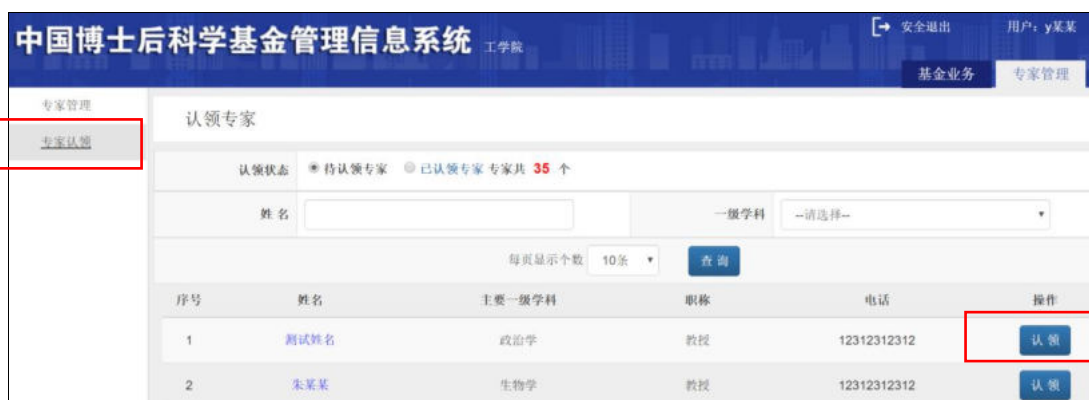 中国博士后科学基金管理信息系统 工学院 安全退出 用户：y某某
基金业务 专家管理
专家管理
专家认领
认领专家
认领状态 待认领专家 已认领专家 专家共 35 个
姓名 一级学科 --请选择--
每页显示个数 10条 查询
序号 姓名 主要一级学科 职称 电话 操作
1 测试姓名 政治学 教授 12312312312 认领
2 朱某某 生物学 教授 12312312312 认领